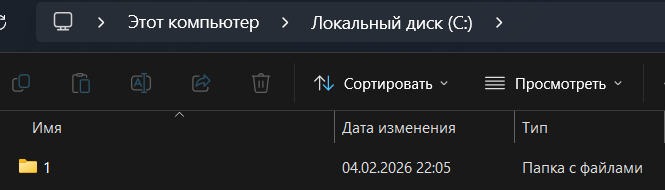 Этот компьютер > Локальный диск (C:) >
Сортировать Просмотреть
Имя Дата изменения Тип
1 04.02.2026 22:05 Папка с файлами